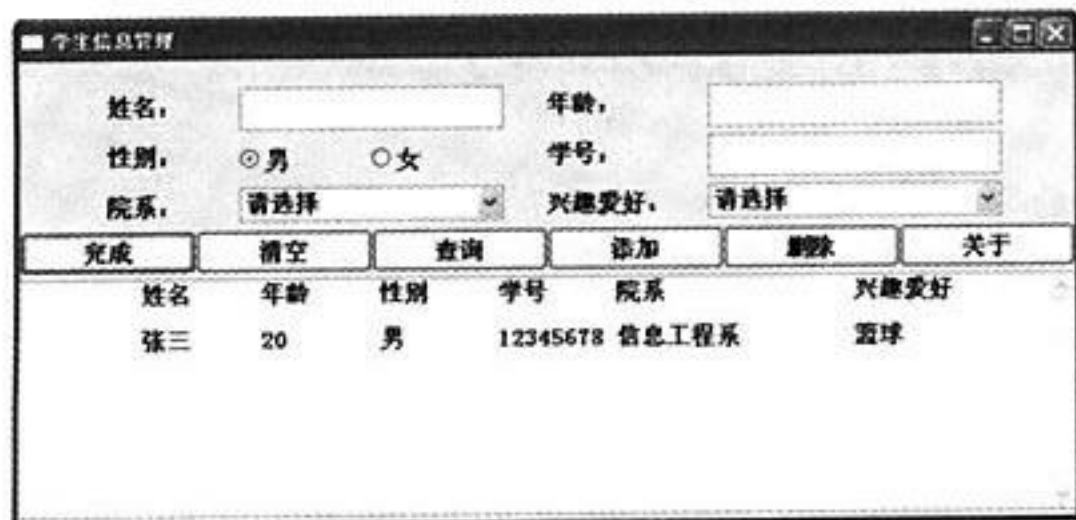 学生信息管理
姓名： 年龄：
性别： 男 女 学号：
院系： 请选择 兴趣爱好： 请选择
完成 清空 查询 添加 删除 关于
姓名 年龄 性别 学号 院系 兴趣爱好
张三 20 男 12345678 信息工程系 篮球